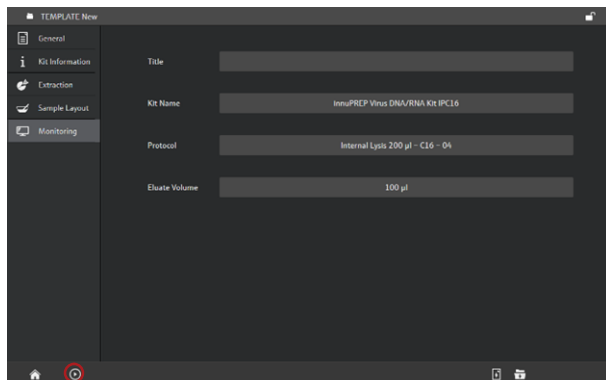 TEMPLATE New
General
Kit Information
Extraction
Sample Layout
Monitoring
Title
Kit Name InnuPREP Virus DNA/RNA Kit IPC16
Protocol Internal Lysis 200 µl – C16 – 04
Eluate Volume 100 µl